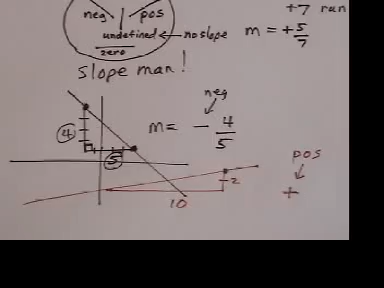 neg pos
+7 run
undefined ← no slope
m = + 5/7
zero
slope man!
neg
4
m = - 4/5
5
pos
2
10
+